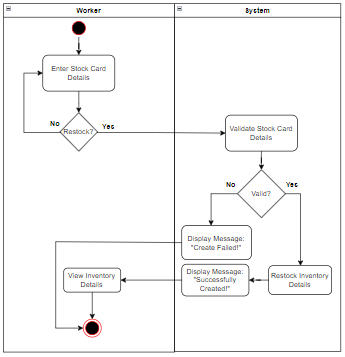 Worker
System
Enter Stock Card
Details
Restock?
No
Yes
Validate Stock Card
Details
Valid?
No
Yes
Display Message:
"Create Failed!"
View Inventory
Details
Display Message:
"Successfully
Created!"
Restock Inventory
Details